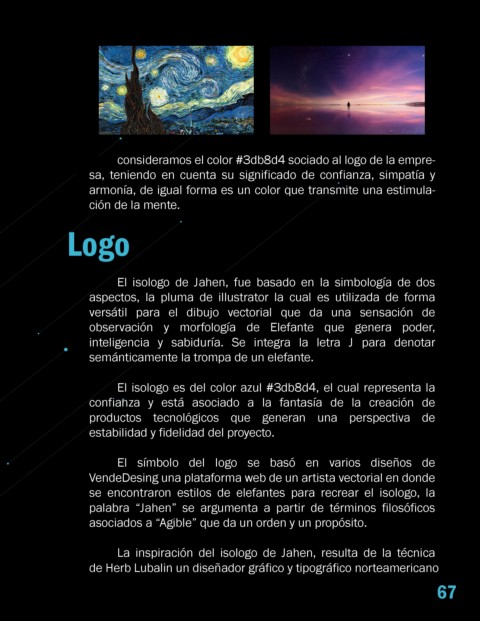 consideramos el color #3db8d4 sociado al logo de la empre-
sa, teniendo en cuenta su significado de confianza, simpatía y
armonía, de igual forma es un color que transmite una estimula-
ción de la mente.
Logo
El isologo de Jahen, fue basado en la simbología de dos
aspectos, la pluma de illustrator la cual es utilizada de forma
versátil para el dibujo vectorial que da una sensación de
observación y morfología de Elefante que genera poder,
inteligencia y sabiduría. Se integra la letra J para denotar
semánticamente la trompa de un elefante.
El isologo es del color azul #3db8d4, el cual representa la
confianza y está asociado a la fantasía de la creación de
productos tecnológicos que generan una perspectiva de
estabilidad y fidelidad del proyecto.
El símbolo del logo se basó en varios diseños de
VendeDesing una plataforma web de un artista vectorial en donde
se encontraron estilos de elefantes para recrear el isologo, la
palabra “Jahen” se argumenta a partir de términos filosóficos
asociados a “Agible” que da un orden y un propósito.
La inspiración del isologo de Jahen, resulta de la técnica
de Herb Lubalin un diseñador gráfico y tipográfico norteamericano
67